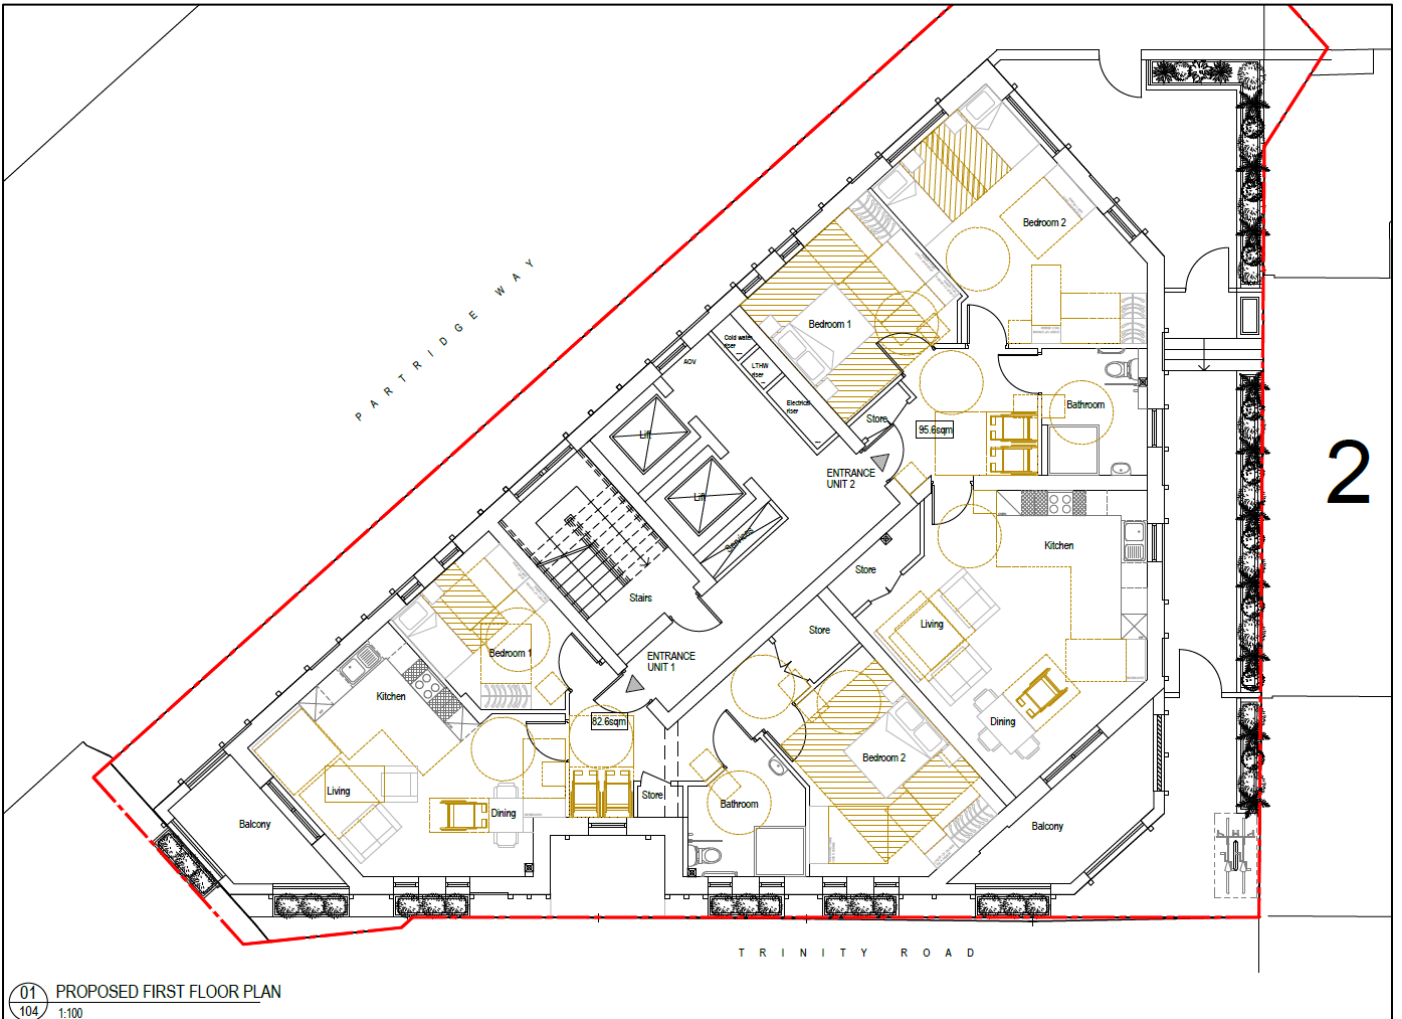 PARTRIDGE WAY
Bedroom 2
Bedroom 1
Cold water
riser
AOV
LTHW
riser
Electrical
riser
Store
Bathroom
95.6sqm
Lift
ENTRANCE
UNIT 2
2
Lift
Services
Kitchen
Store
Stairs
Living
Store
Bedroom 1
ENTRANCE
UNIT 1
Kitchen
82.6sqm
Dining
Bedroom 2
Living
Store
Bathroom
Dining
Balcony
Balcony
TRINITY ROAD
01 PROPOSED FIRST FLOOR PLAN
104 1:100